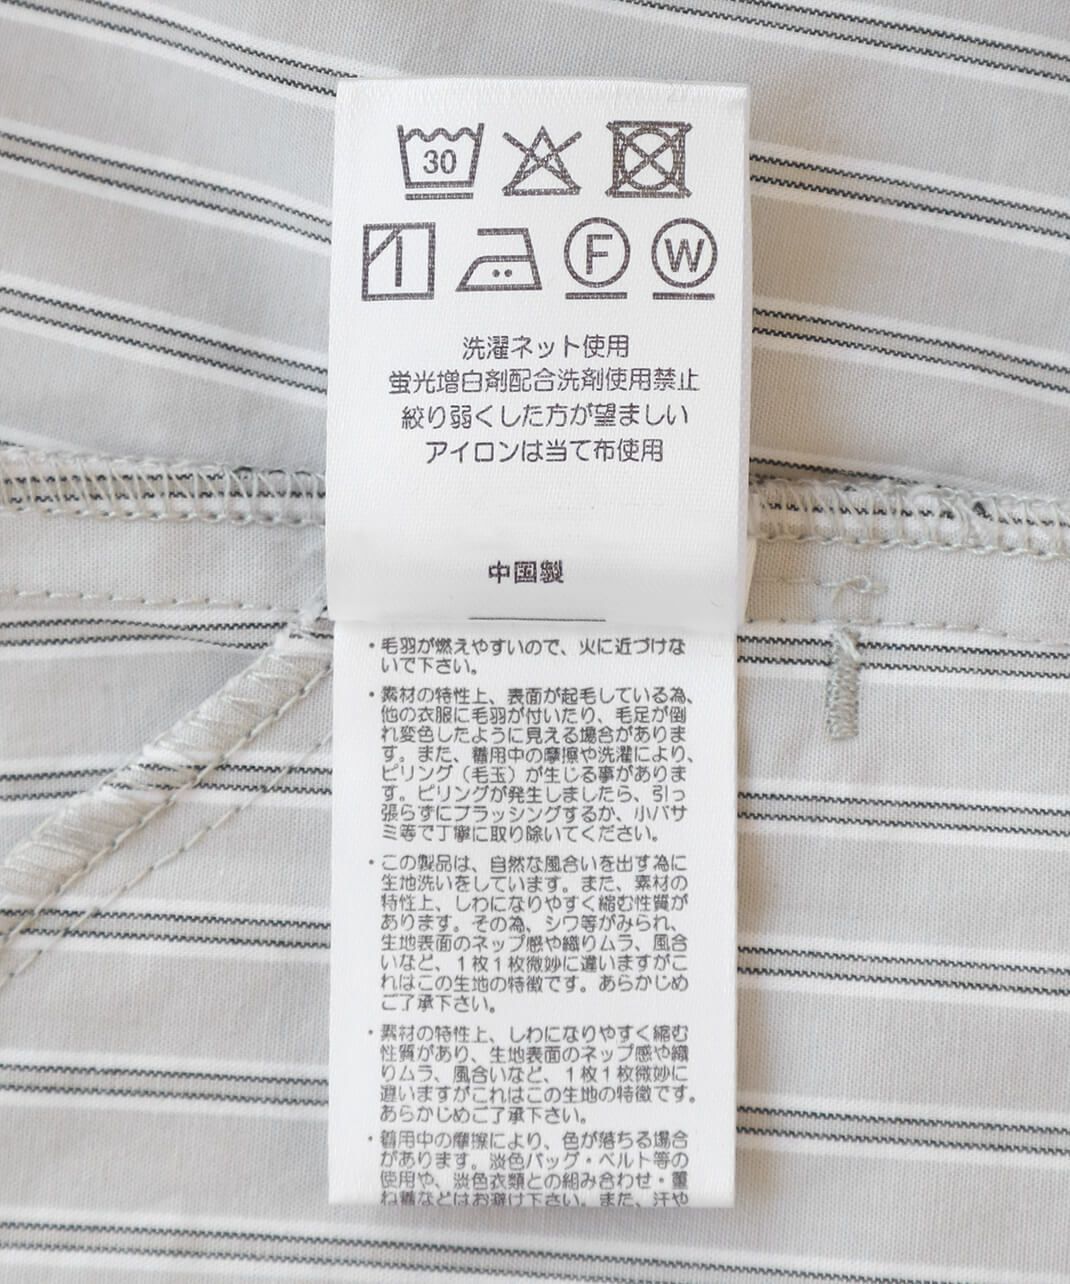 30
F W
洗濯ネット使用
蛍光増白剤配合洗剤使用禁止
絞り弱くした方が望ましい
アイロンは当て布使用
中国製
・毛羽が燃えやすいので、火に近づけな
いで下さい。
・素材の特性上、表面が起毛している為、
他の衣服に毛羽が付いたり、毛足が倒
れ変色したように見える場合がありま
す。また、着用中の摩擦や洗濯により、
ピリング（毛玉）が生じる事がありま
す。ピリングが発生しましたら、引っ
張らずにブラッシングするか、小バサ
ミ等で丁寧に取り除いてください。
・この製品は、自然な風合いを出す為に
生地洗いをしています。また、素材の
特性上、しわになりやすく縮む性質が
あります。その為、シワ等がみられ、
生地表面のネップ感や織りムラ、風合
いなど、１枚１枚微妙に違いますがこ
れはこの生地の特徴です。あらかじめ
ご了承下さい。
・素材の特性上、しわになりやすく縮む
性質があり、生地表面のネップ感や織
りムラ、風合いなど、１枚１枚微妙に
違いますがこれはこの生地の特徴です。
あらかじめご了承下さい。
・着用中の摩擦により、色が落ちる場合
があります。淡色バッグ・ベルト等の
使用や、淡色衣類との組み合わせ・重
ね着などはお避け下さい。また、汗や